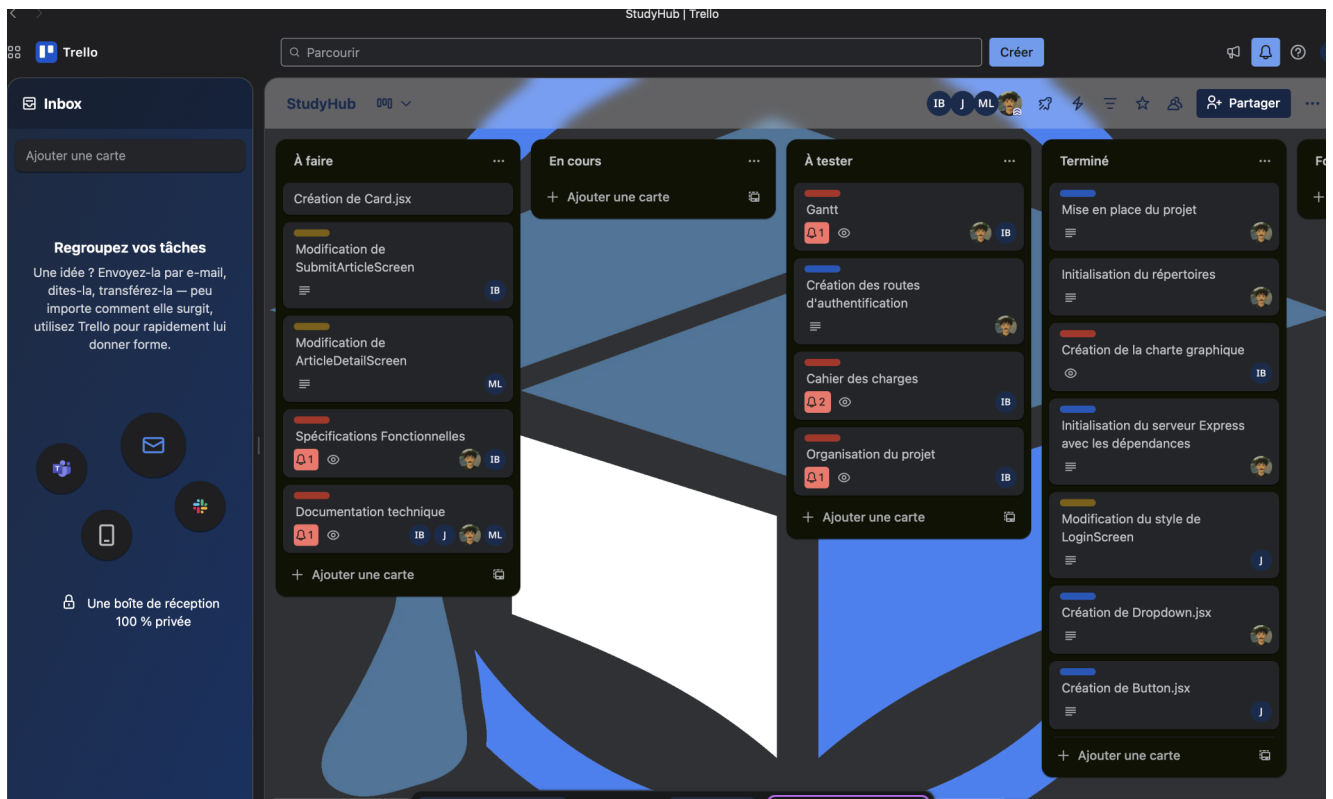 StudyHub | Trello
Trello
Parcourir
Créer
Inbox
Ajouter une carte
Regroupez vos tâches
Une idée ? Envoyez-la par e-mail,
dites-la, transférez-la — peu
importe comment elle surgit,
utilisez Trello pour rapidement lui
donner forme.
Une boîte de réception
100 % privée
StudyHub
IB
J
ML
Partager
À faire
Création de Card.jsx
Modification de
SubmitArticleScreen
IB
Modification de
ArticleDetailScreen
ML
Spécifications Fonctionnelles
1
IB
Documentation technique
1
IB
J
ML
+ Ajouter une carte
En cours
+ Ajouter une carte
À tester
Gantt
1
IB
Création des routes
d'authentification
Cahier des charges
2
IB
Organisation du projet
1
IB
+ Ajouter une carte
Terminé
Mise en place du projet
Initialisation du répertoires
Création de la charte graphique
IB
Initialisation du serveur Express
avec les dépendances
Modification du style de
LoginScreen
J
Création de Dropdown.jsx
Création de Button.jsx
J
+ Ajouter une carte